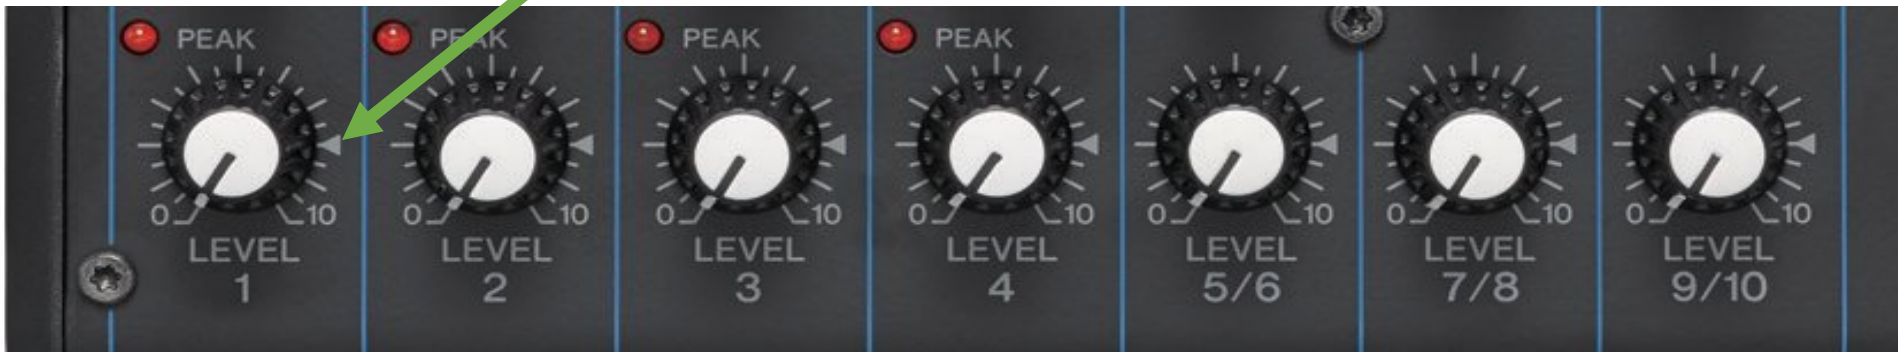 PEAK PEAK PEAK PEAK
0 10 0 10 0 10 0 10 0 10 0 10 0 10
LEVEL LEVEL LEVEL LEVEL LEVEL LEVEL LEVEL
1 2 3 4 5/6 7/8 9/10